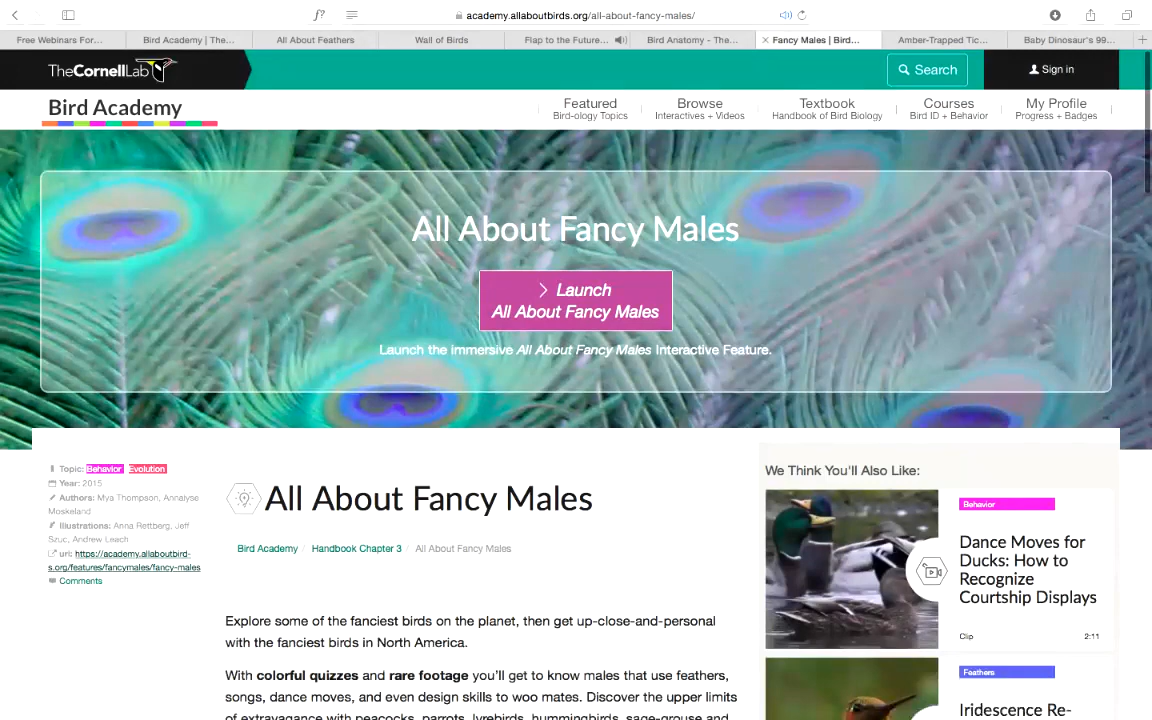 academy.allaboutbirds.org/all-about-fancy-males/
Free Webinars For...
Bird Academy | The...
All About Feathers
Wall of Birds
Flap to the Future...
Bird Anatomy - The...
Fancy Males | Bird...
Amber-Trapped Tic...
Baby Dinosaur's 99...
TheCornellLab
Search
Sign in
Bird Academy
Featured
Bird-ology Topics
Browse
Interactives + Videos
Textbook
Handbook of Bird Biology
Courses
Bird ID + Behavior
My Profile
Progress + Badges
All About Fancy Males
Launch
All About Fancy Males
Launch the immersive All About Fancy Males Interactive Feature.
Topic: Behavior Evolution
Year: 2015
Authors: Mya Thompson, Annalyse
Moskeland
Illustrations: Anna Rettberg, Jeff
Szuc, Andrew Leach
url: https://academy.allaboutbird-
s.org/features/fancymales/fancy-males
Comments
All About Fancy Males
Bird Academy / Handbook Chapter 3 / All About Fancy Males
Explore some of the fanciest birds on the planet, then get up-close-and-personal
with the fanciest birds in North America.
With colorful quizzes and rare footage you'll get to know males that use feathers,
songs, dance moves, and even design skills to woo mates. Discover the upper limits
of extravagance with peacocks, parrots, lyrebirds, hummingbirds, sage-grouse and
We Think You'll Also Like:
Behavior
Dance Moves for
Ducks: How to
Recognize
Courtship Displays
Clip 2:11
Feathers
Iridescence Re-